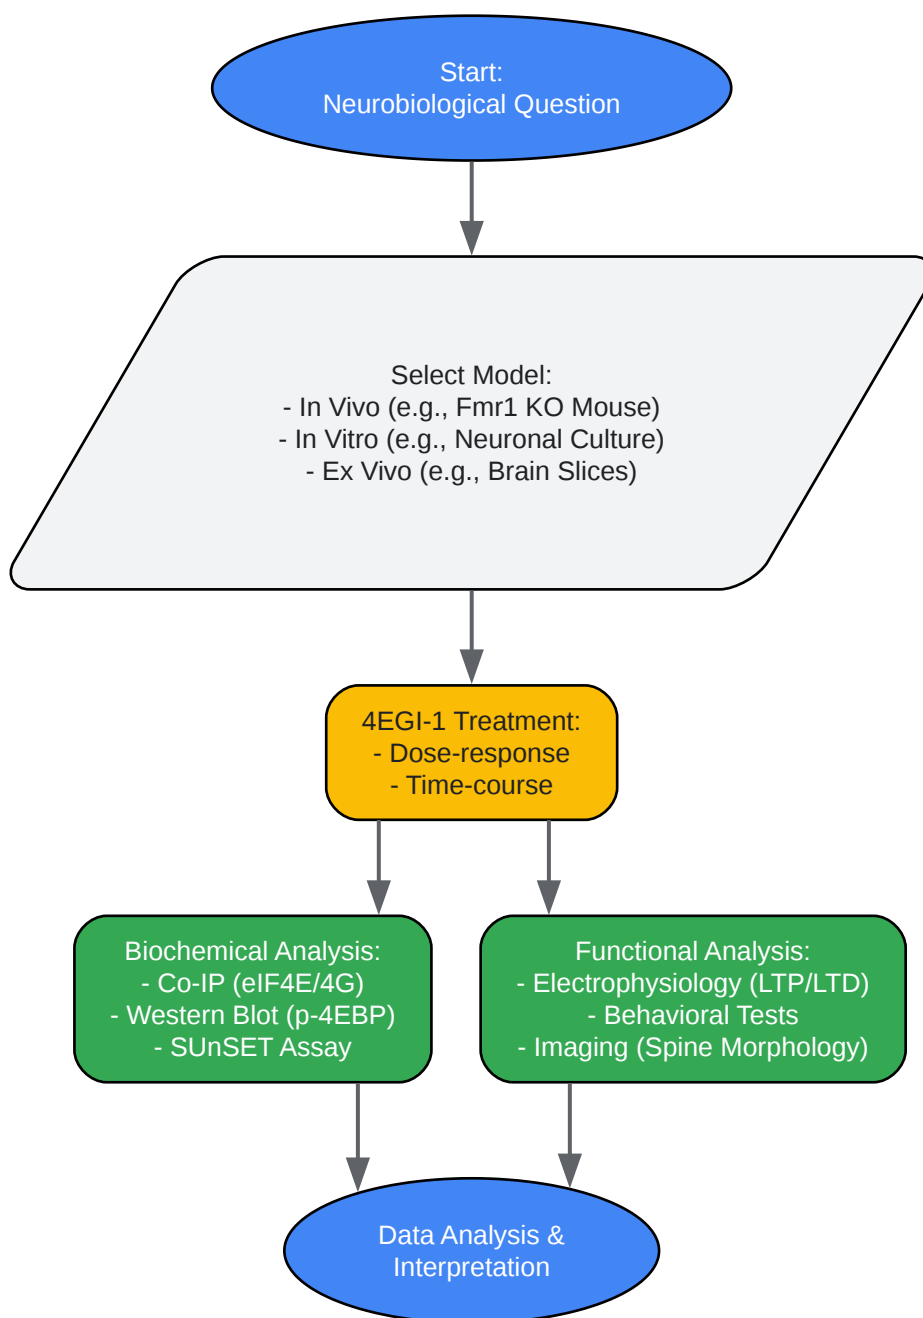 Start:
Neurobiological Question
Select Model:
- In Vivo (e.g., Fmr1 KO Mouse)
- In Vitro (e.g., Neuronal Culture)
- Ex Vivo (e.g., Brain Slices)
4EGI-1 Treatment:
- Dose-response
- Time-course
Biochemical Analysis:
- Co-IP (eIF4E/4G)
- Western Blot (p-4EBP)
- SUnSET Assay
Functional Analysis:
- Electrophysiology (LTP/LTD)
- Behavioral Tests
- Imaging (Spine Morphology)
Data Analysis &
Interpretation